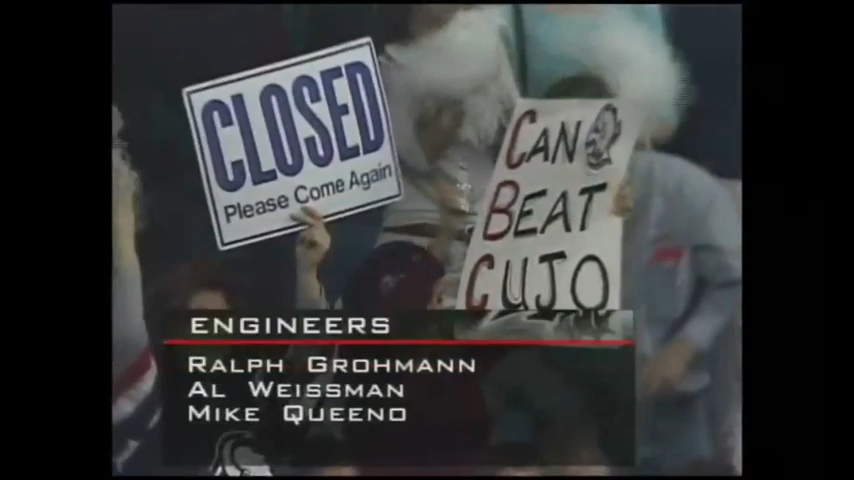 CLOSED
Please Come Again
CAN
BEAT
CUJO
ENGINEERS
RALPH GROHMANN
AL WEISSMAN
MIKE QUEENO